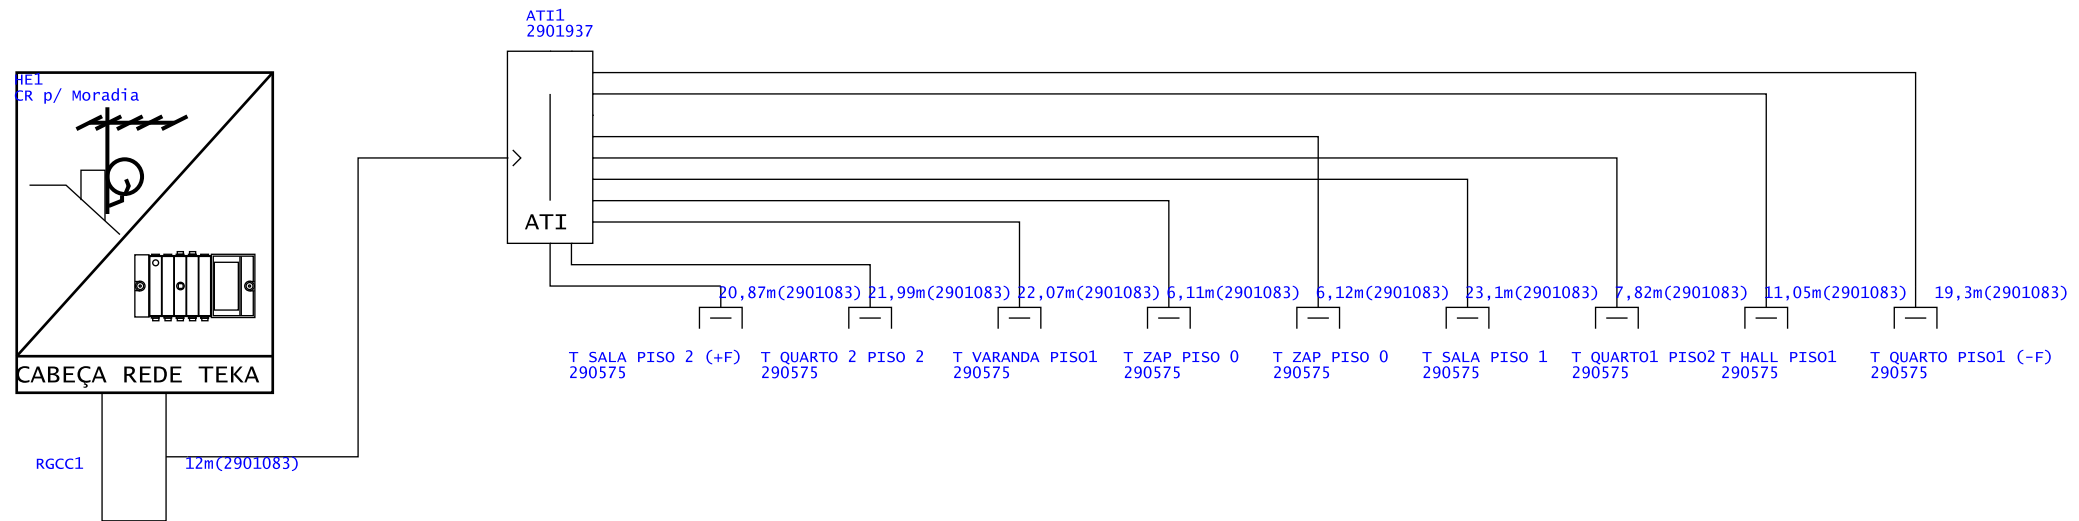 ATI1
2901937
HE1
CR p/ Moradia
ATI
20,87m(2901083) 21,99m(2901083) 22,07m(2901083) 6,11m(2901083) 6,12m(2901083) 23,1m(2901083) 7,82m(2901083) 11,05m(2901083) 19,3m(2901083)
T SALA PISO 2 (+F) T QUARTO 2 PISO 2 T VARANDA PISO1 T ZAP PISO 0 T ZAP PISO 0 T SALA PISO 1 T QUARTO1 PISO2 T HALL PISO1 T QUARTO PISO1 (-F)
290575 290575 290575 290575 290575 290575 290575 290575 290575
CABEÇA REDE TEKA
RGCC1 12m(2901083)